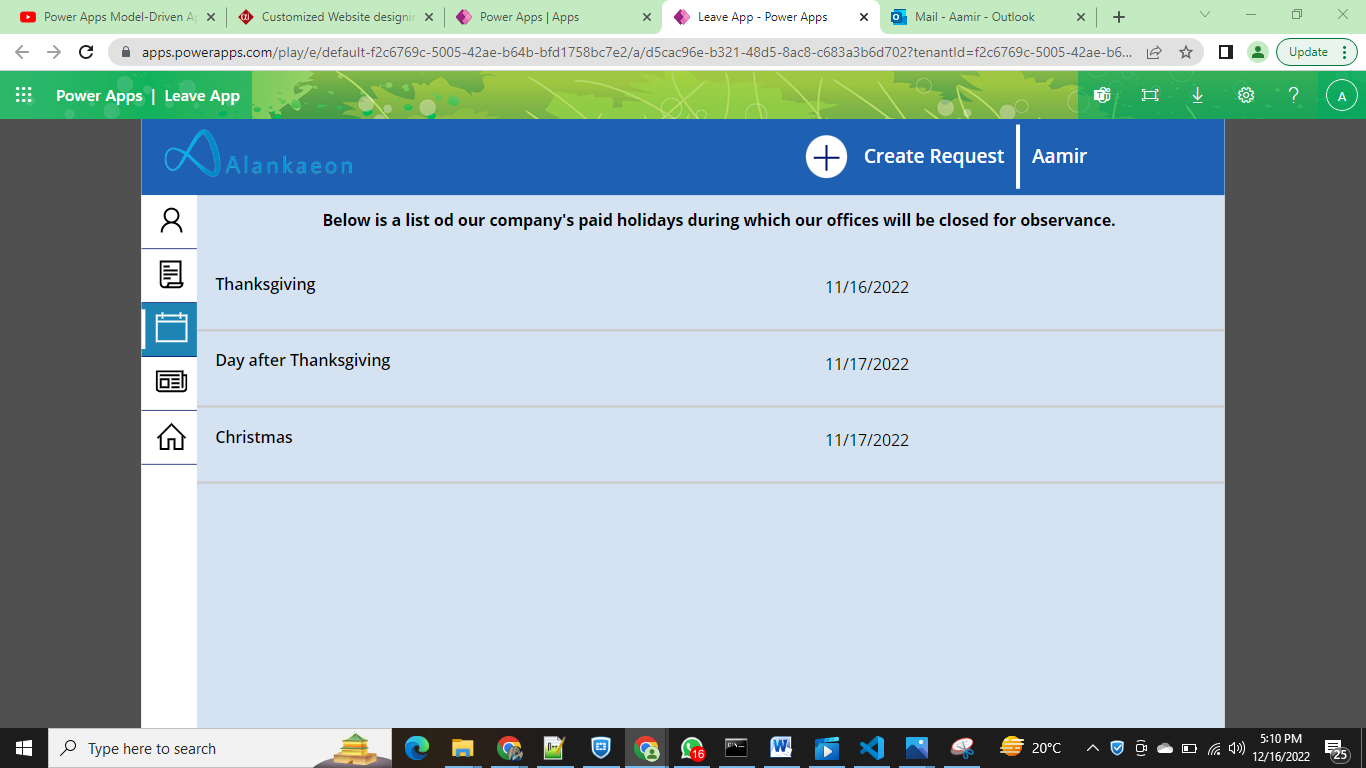 Power Apps Model-Driven A
Customized Website designi
Power Apps | Apps
Leave App - Power Apps
Mail - Aamir - Outlook
apps.powerapps.com/play/e/default-f2c6769c-5005-42ae-b64b-bfd1758bc7e2/a/d5cac96e-b321-48d5-8ac8-c683a3b6d702?tenantId=f2c6769c-5005-42ae-b6...
Update
Power Apps | Leave App
A
Alankaeon
Create Request
Aamir
Below is a list od our company's paid holidays during which our offices will be closed for observance.
Thanksgiving 11/16/2022
Day after Thanksgiving 11/17/2022
Christmas 11/17/2022
Type here to search
16
20°C
5:10 PM
12/16/2022
25